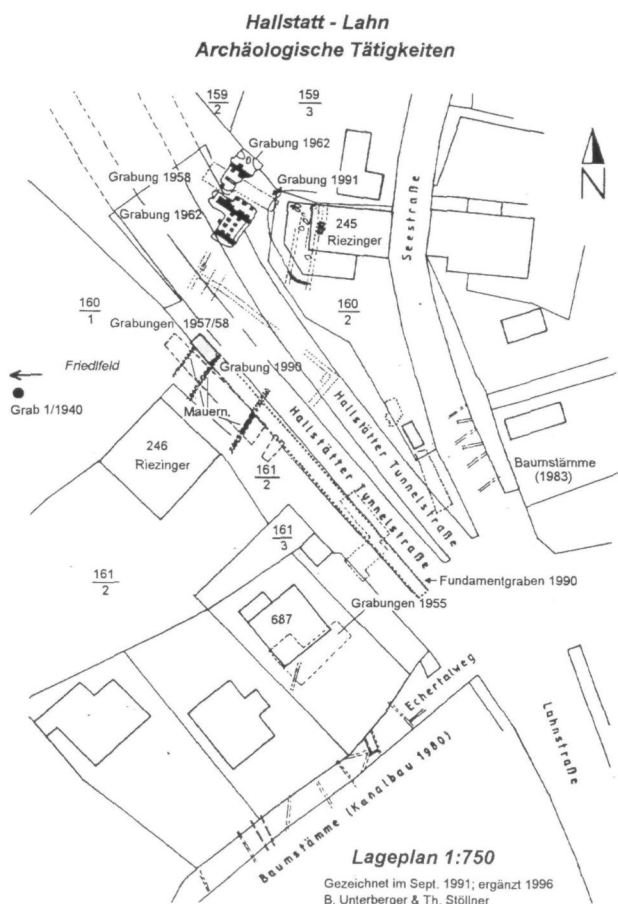 Hallstatt - Lahn
Archäologische Tätigkeiten
159
2
159
3
Grabung 1962
Grabung 1958
Grabung 1991
Grabung 1962
N
245
Riezinger
Seestraße
160
1
160
2
Grabungen 1957/58
Friedlfeld
Grabung 1990
Grab 1/1940
Mauern
246
Riezinger
Hallstätter Tunnelstraße
Hallstätter Tunnelstraße
161
2
Baumstämme
(1983)
161
3
161
2
Fundamentgraben 1990
Grabungen 1955
687
Echertalweg
Lahnstraße
Baumstämme (Kanalbau 1980)
Lageplan 1:750
Gezeichnet im Sept. 1991; ergänzt 1996
B. Unterberger & Th. Stöllner